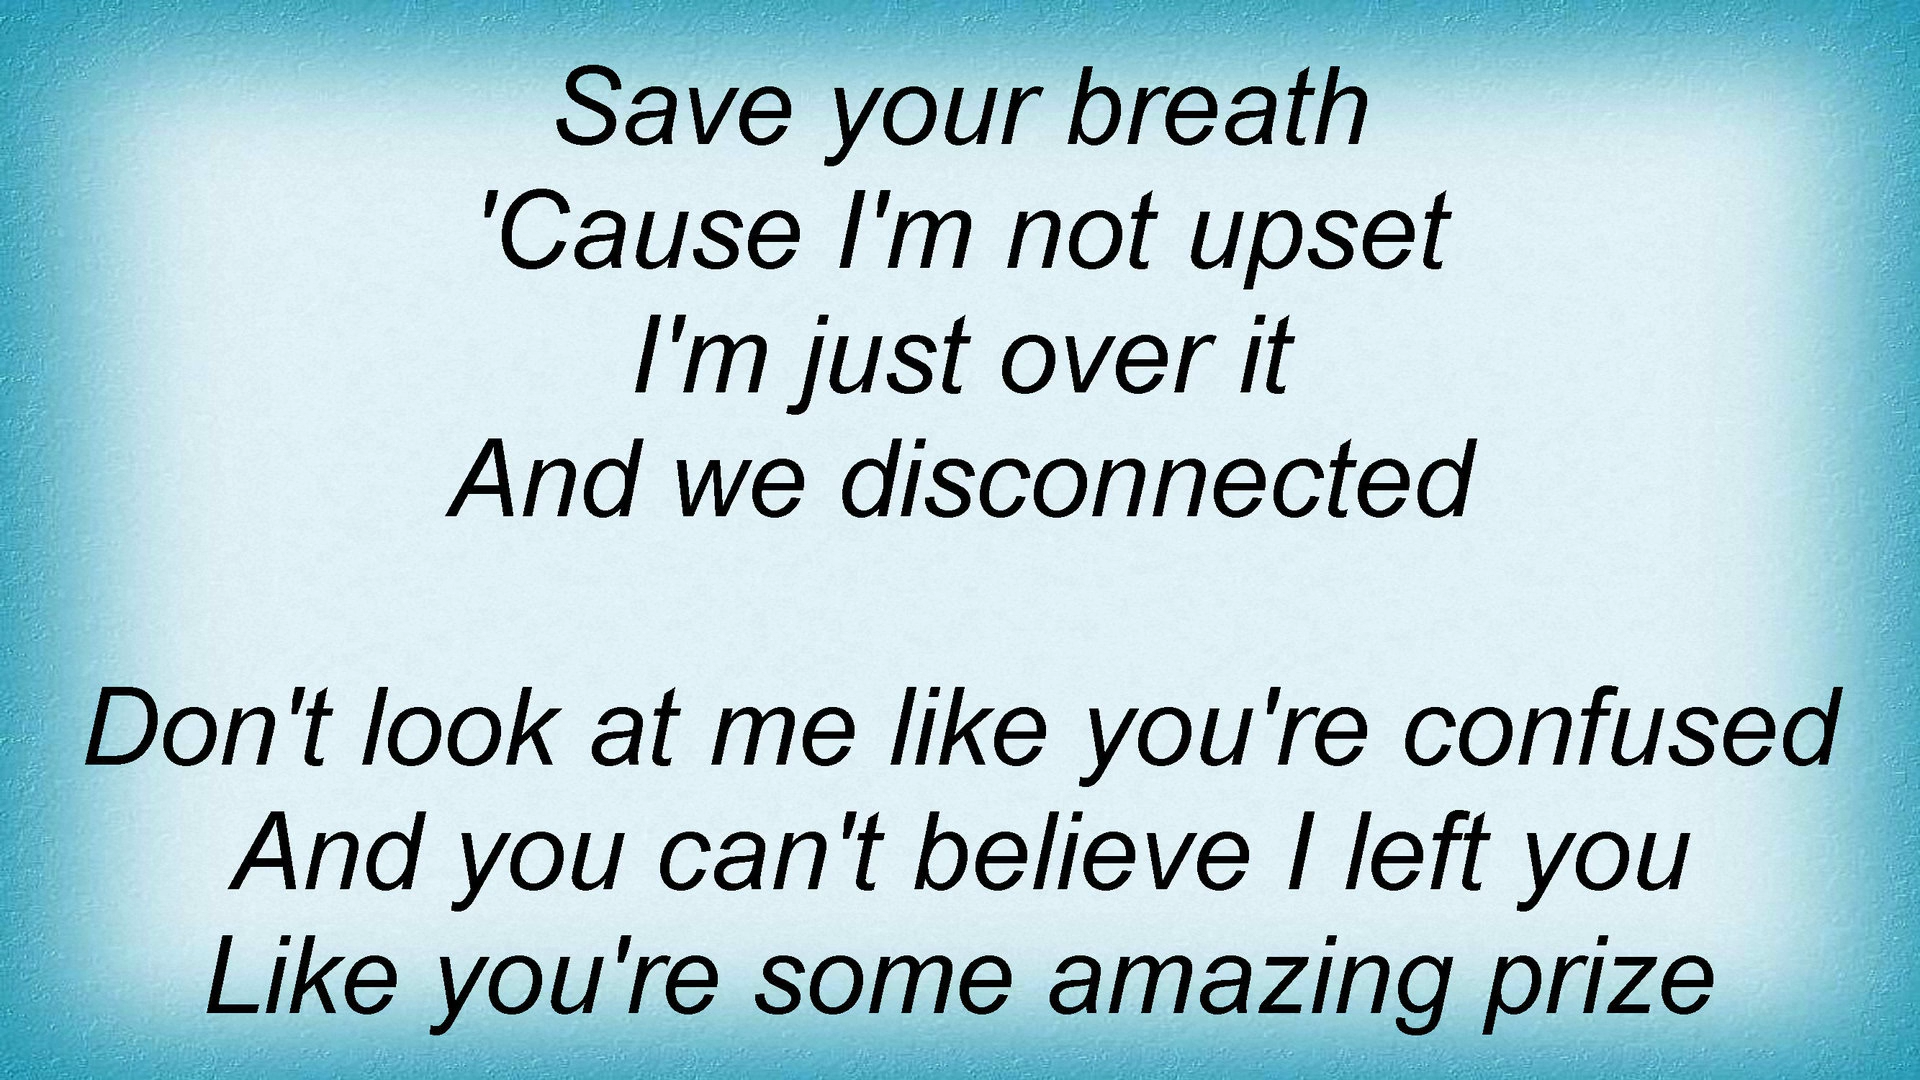 Save your breath
'Cause I'm not upset
I'm just over it
And we disconnected
Don't look at me like you're confused
And you can't believe I left you
Like you're some amazing prize